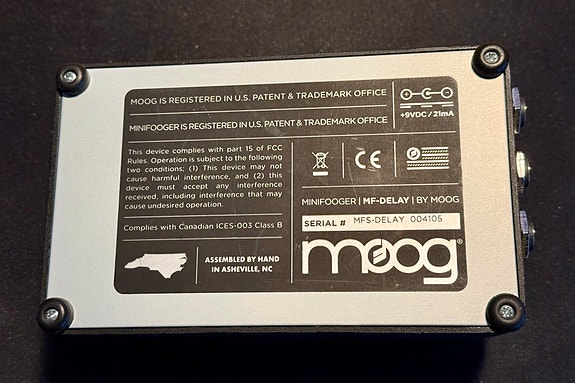 MOOG IS REGISTERED IN U.S. PATENT & TRADEMARK OFFICE
MINIFOOGER IS REGISTERED IN U.S. PATENT & TRADEMARK OFFICE
+9VDC / 21mA
This device complies with part 15 of FCC
Rules. Operation is subject to the following
two conditions; (1) This device may not
cause harmful interference, and (2) this
device must accept any interference
received, including interference that may
cause undesired operation.
Complies with Canadian ICES-003 Class B
ASSEMBLED BY HAND
IN ASHEVILLE, NC
CE
MINIFOOGER | MF-DELAY | BY MOOG
SERIAL # MFS-DELAY 004105
moog®